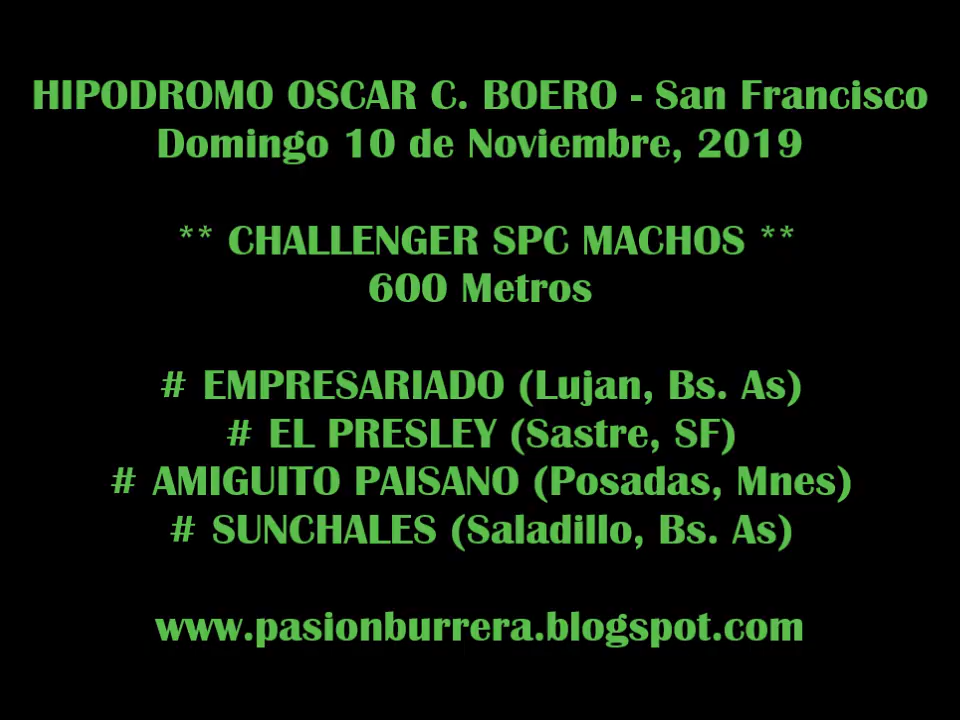 HIPODROMO OSCAR C. BOERO - San Francisco
Domingo 10 de Noviembre, 2019
** CHALLENGER SPC MACHOS **
600 Metros
# EMPRESARIADO (Lujan, Bs. As)
# EL PRESLEY (Sastre, SF)
# AMIGUITO PAISANO (Posadas, Mnes)
# SUNCHALES (Saladillo, Bs. As)
www.pasionburrera.blogspot.com